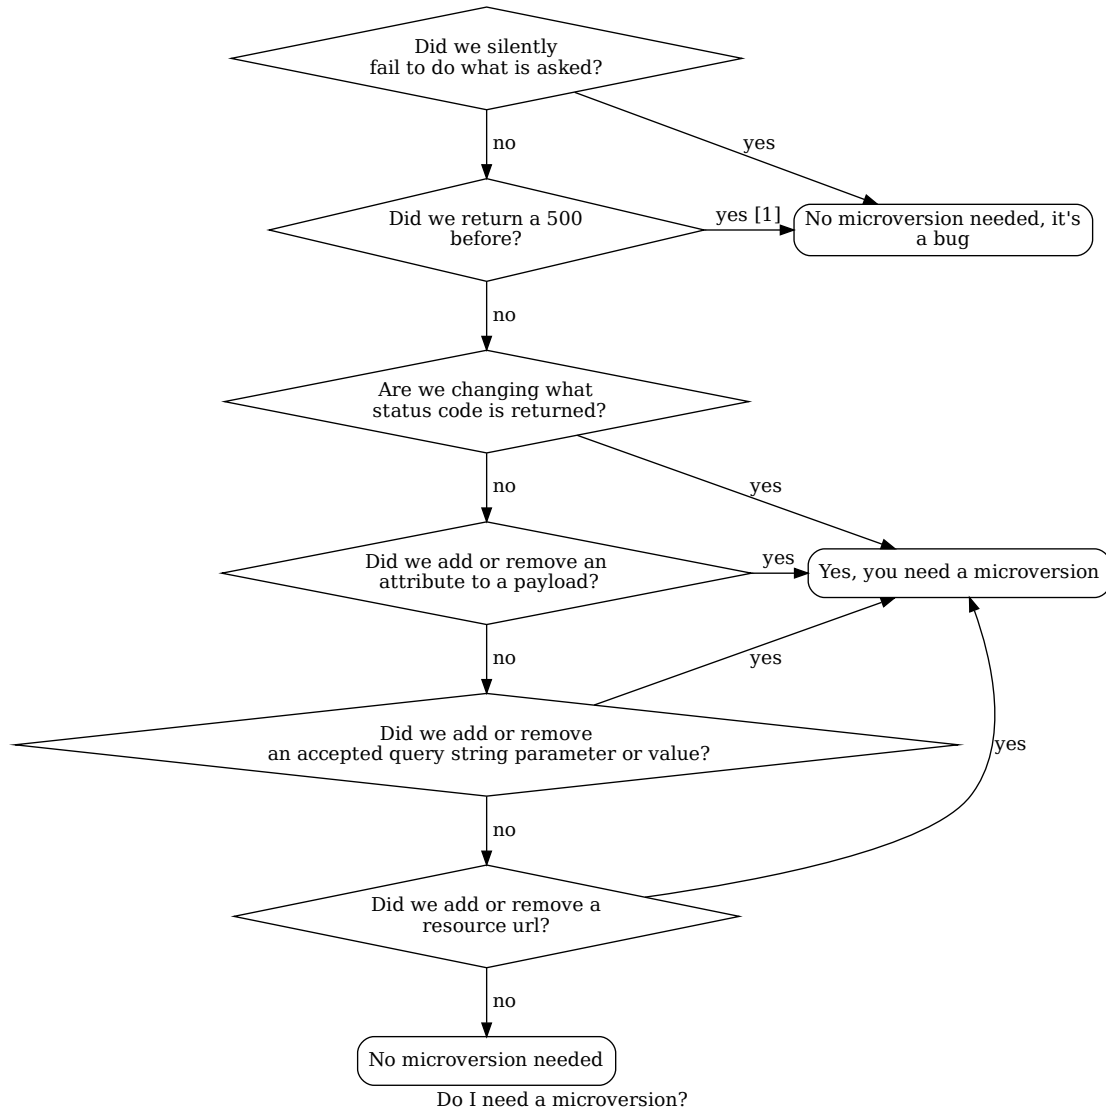 Did we silently
fail to do what is asked?
no
yes
Did we return a 500
before?
yes [1]
No microversion needed, it's
a bug
no
Are we changing what
status code is returned?
no
yes
Did we add or remove an
attribute to a payload?
yes
Yes, you need a microversion
no
yes
Did we add or remove
an accepted query string parameter or value?
yes
no
Did we add or remove a
resource url?
no
No microversion needed
Do I need a microversion?